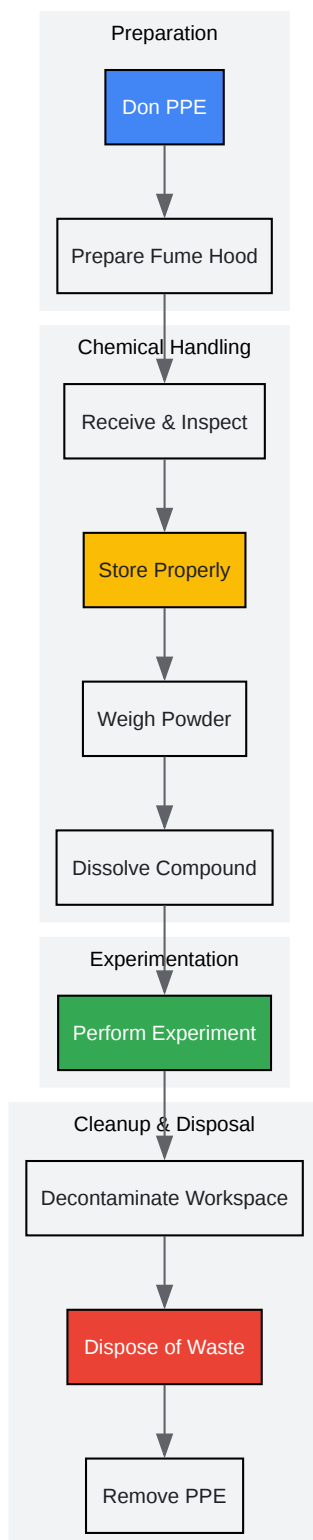 Preparation
Don PPE
Prepare Fume Hood
Chemical Handling
Receive & Inspect
Store Properly
Weigh Powder
Dissolve Compound
Experimentation
Perform Experiment
Cleanup & Disposal
Decontaminate Workspace
Dispose of Waste
Remove PPE